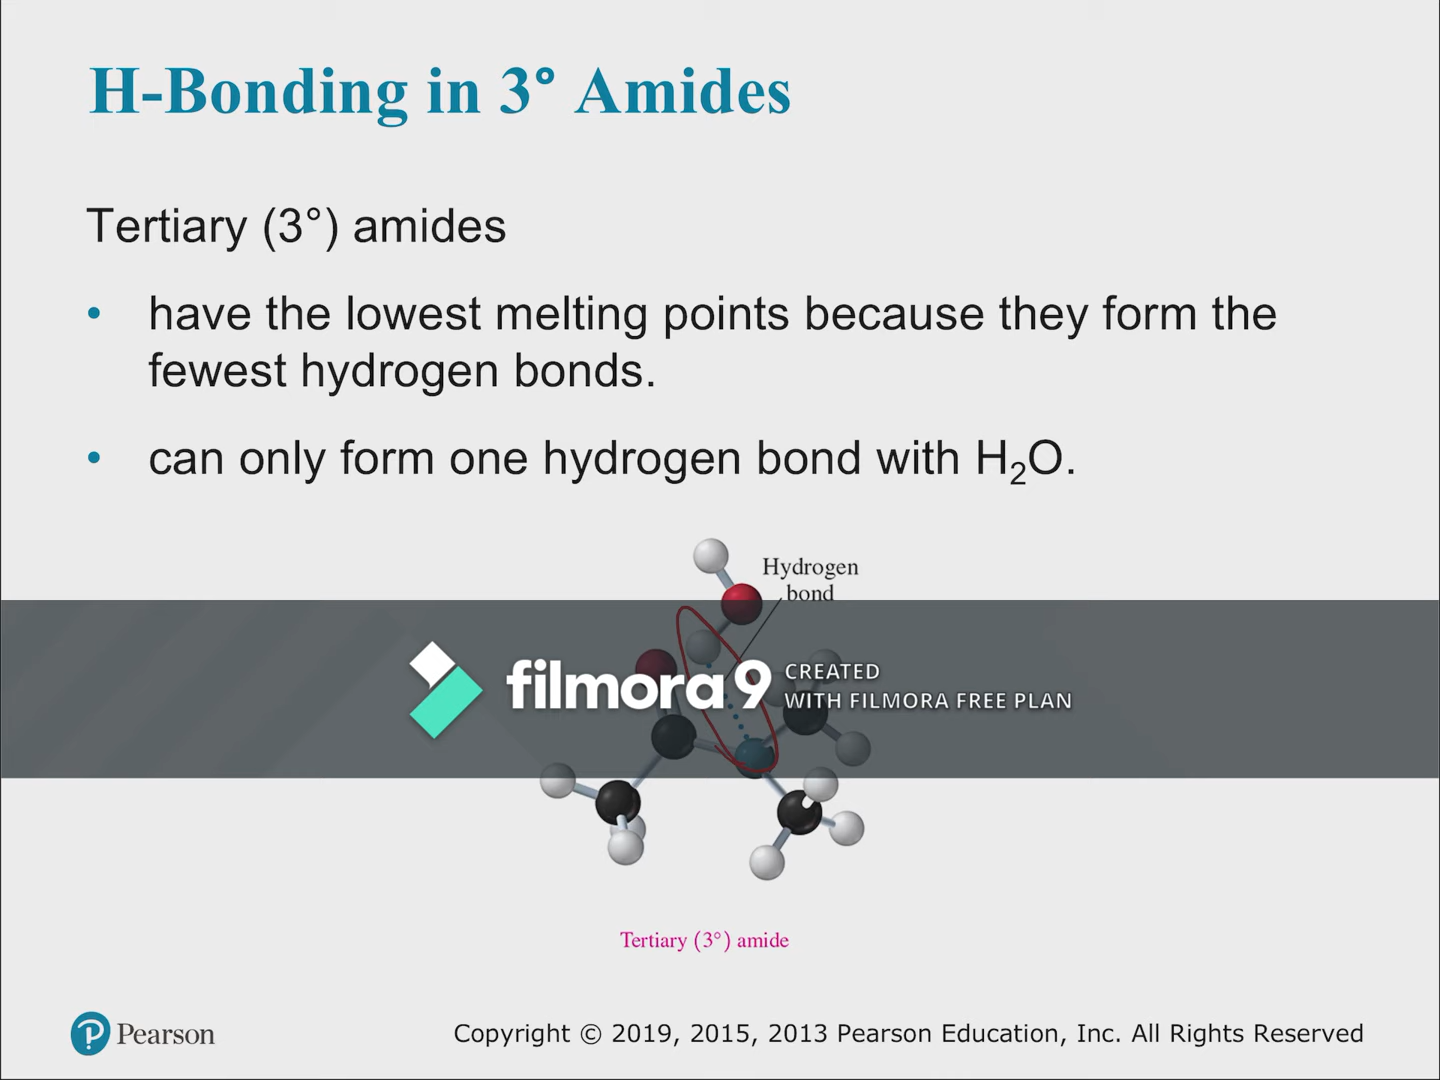 H-Bonding in 3° Amides
Tertiary (3°) amides
• have the lowest melting points because they form the
fewest hydrogen bonds.
• can only form one hydrogen bond with H₂O.
Hydrogen
bond
filmora9 CREATED
WITH FILMORA FREE PLAN
Tertiary (3°) amide
Pearson
Copyright © 2019, 2015, 2013 Pearson Education, Inc. All Rights Reserved